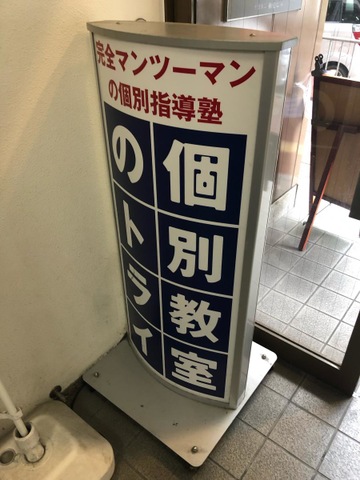 完全マンツーマン
の個別指導塾
個別教室
のトライ